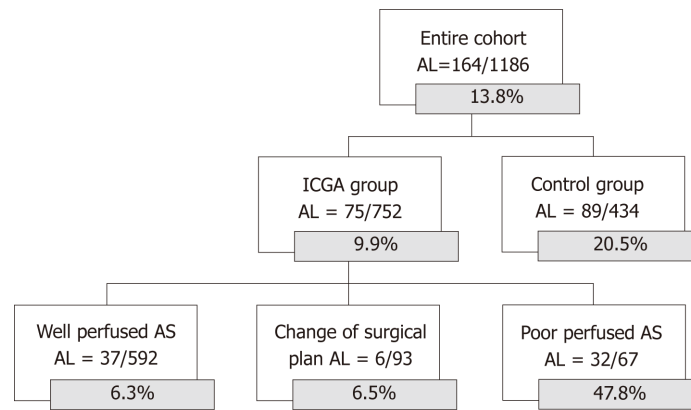 Entire cohort
AL=164/1186
13.8%
ICGA group
AL = 75/752
9.9%
Control group
AL = 89/434
20.5%
Well perfused AS
AL = 37/592
6.3%
Change of surgical
plan AL = 6/93
6.5%
Poor perfused AS
AL = 32/67
47.8%